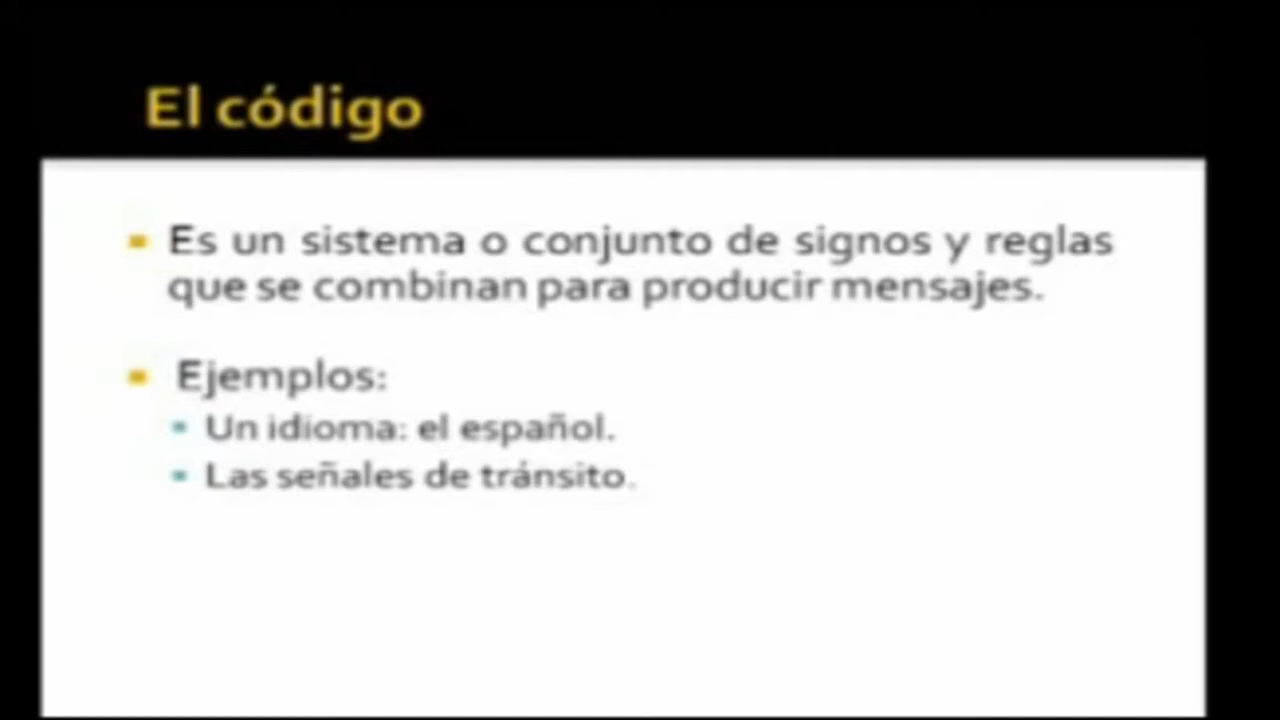 El código
Es un sistema o conjunto de signos y reglas
que se combinan para producir mensajes.
Ejemplos:
Un idioma: el español.
Las señales de tránsito.